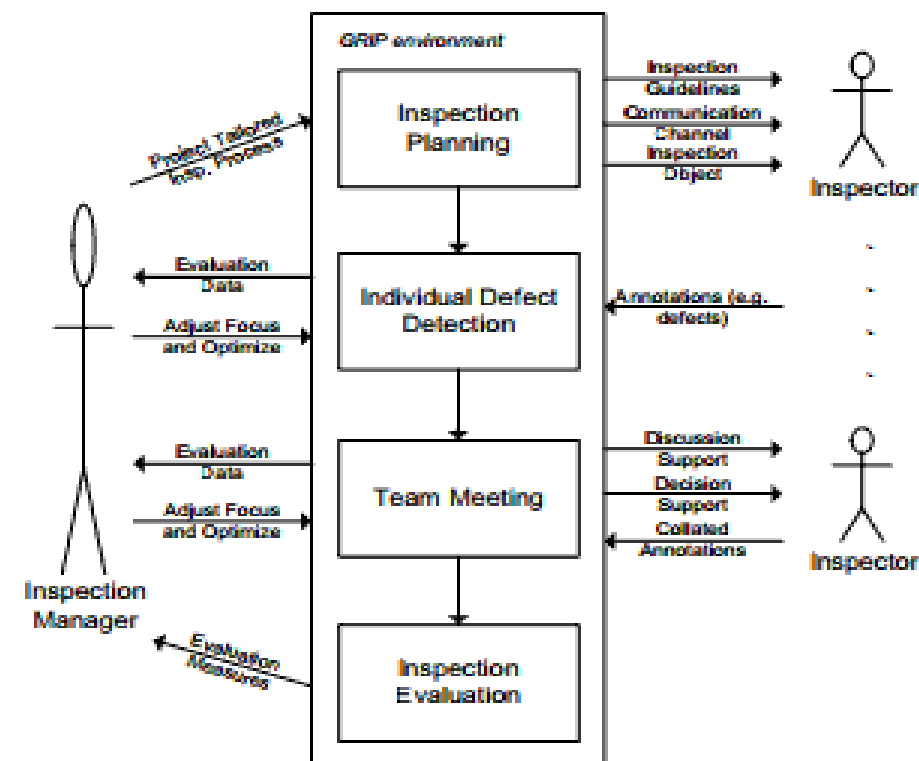 GRIP environment
Inspection
Planning
Project Tailored
Insp. Process
Inspection
Guidelines
Communication
Channel
Inspection
Object
Inspector
Evaluation
Data
Adjust Focus
and Optimize
Individual Defect
Detection
Annotations (e.g.
defects)
Evaluation
Data
Adjust Focus
and Optimize
Team Meeting
Discussion
Support
Decision
Support
Collated
Annotations
Inspector
Inspection
Manager
Evaluation
Measures
Inspection
Evaluation